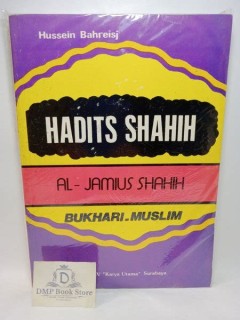 Hussein Bahreisj
HADITS SHAHIH
AL-JAMIUS SHAHIH
BUKHARI-MUSLIM
"Karya Utama" Surabaya
D
DMP Book Store